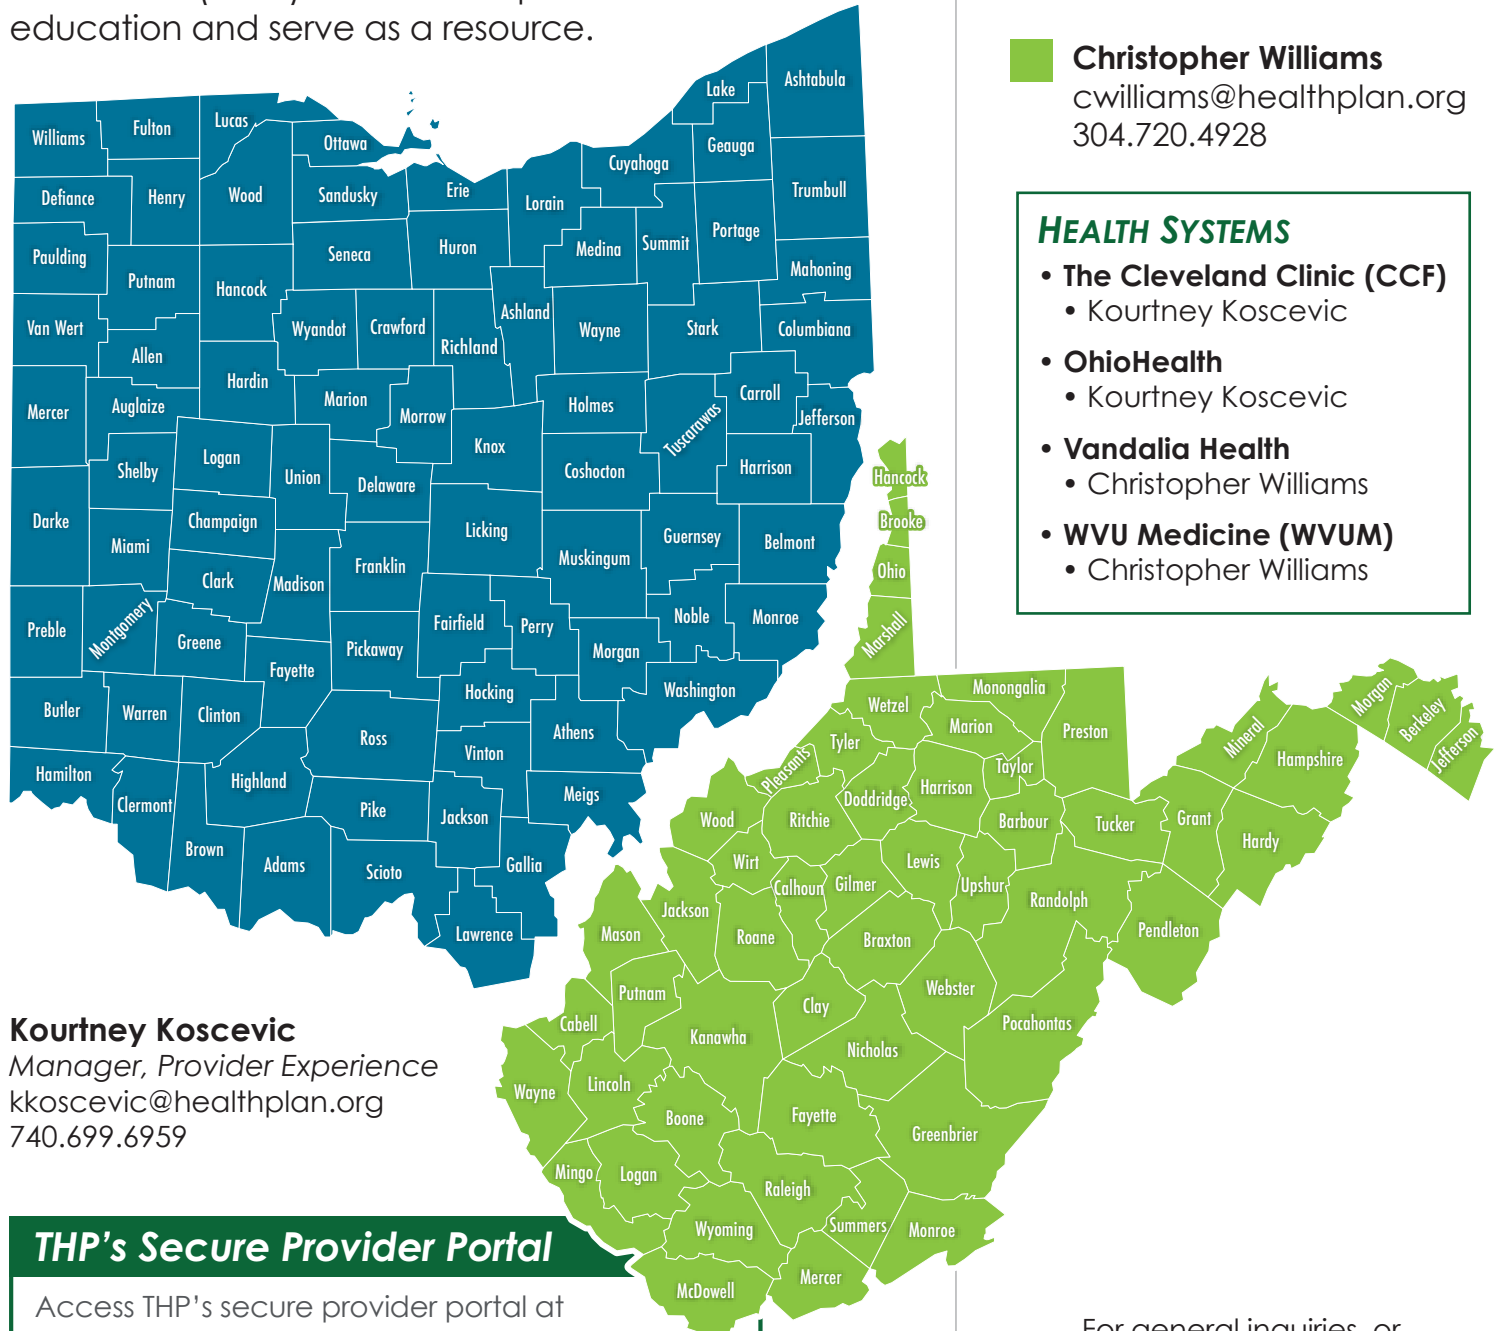 education and serve as a resource.
Williams
Fulton
Lucas
Ottawa
Lake
Ashtabula
Geauga
Cuyahoga
Defiance
Henry
Wood
Sandusky
Erie
Lorain
Trumbull
Paulding
Putnam
Hancock
Seneca
Huron
Medina
Summit
Portage
Mahoning
Van Wert
Allen
Wyandot
Crawford
Richland
Ashland
Wayne
Stark
Columbiana
Mercer
Auglaize
Hardin
Marion
Morrow
Holmes
Tuscarawas
Carroll
Jefferson
Shelby
Logan
Union
Delaware
Knox
Coshocton
Harrison
Darke
Miami
Champaign
Clark
Madison
Franklin
Licking
Muskingum
Guernsey
Belmont
Preble
Montgomery
Greene
Fayette
Pickaway
Fairfield
Perry
Morgan
Noble
Monroe
Washington
Butler
Warren
Clinton
Ross
Hocking
Vinton
Athens
Hamilton
Clermont
Highland
Pike
Jackson
Meigs
Brown
Adams
Scioto
Gallia
Lawrence
Hancock
Brooke
Ohio
Marshall
Wetzel
Monongalia
Marion
Preston
Tyler
Pleasants
Doddridge
Harrison
Taylor
Mineral
Hampshire
Morgan
Berkeley
Jefferson
Wood
Ritchie
Barbour
Tucker
Grant
Hardy
Wirt
Calhoun
Gilmer
Lewis
Upshur
Randolph
Pendleton
Jackson
Mason
Roane
Braxton
Webster
Putnam
Clay
Cabell
Kanawha
Nicholas
Pocahontas
Wayne
Lincoln
Boone
Fayette
Greenbrier
Mingo
Logan
Raleigh
Wyoming
Summers
Monroe
McDowell
Mercer
Kourtney Koscevic
Manager, Provider Experience
kkoscevic@healthplan.org
740.699.6959
THP's Secure Provider Portal
Access THP's secure provider portal at
Christopher Williams
cwilliams@healthplan.org
304.720.4928
HEALTH SYSTEMS
• The Cleveland Clinic (CCF)
• Kourtney Koscevic
• OhioHealth
• Kourtney Koscevic
• Vandalia Health
• Christopher Williams
• WVU Medicine (WVUM)
• Christopher Williams
For general inquiries, or